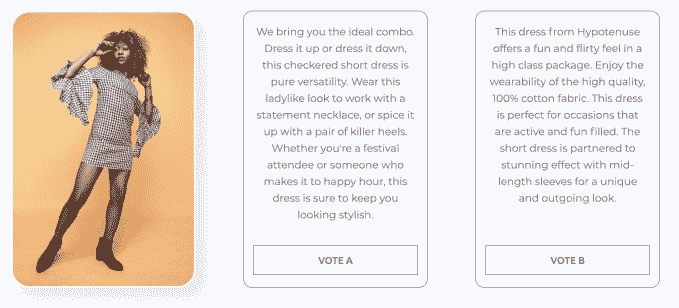 We bring you the ideal combo.
Dress it up or dress it down,
this checkered short dress is
pure versatility. Wear this
ladylike look to work with a
statement necklace, or spice it
up with a pair of killer heels.
Whether you're a festival
attendee or someone who
makes it to happy hour, this
dress is sure to keep you
looking stylish.
VOTE A
This dress from Hypotenuse
offers a fun and flirty feel in a
high class package. Enjoy the
wearability of the high quality,
100% cotton fabric. This dress
is perfect for occasions that
are active and fun filled. The
short dress is partnered to
stunning effect with mid-
length sleeves for a unique
and outgoing look.
VOTE B